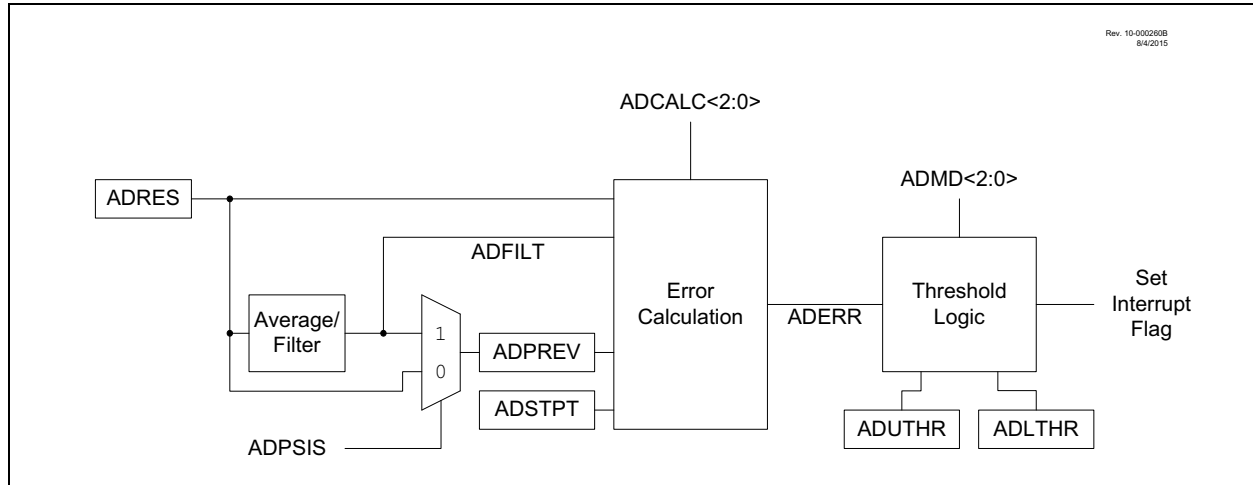 Rev. 10-000260B
8/4/2015
ADCALC<2:0>
ADMD<2:0>
ADRES
ADFILT
Average/
Filter
1
0
ADPREV
ADSTPT
ADPSIS
Error
Calculation
ADERR
Threshold
Logic
Set
Interrupt
Flag
ADUTHR
ADLTHR